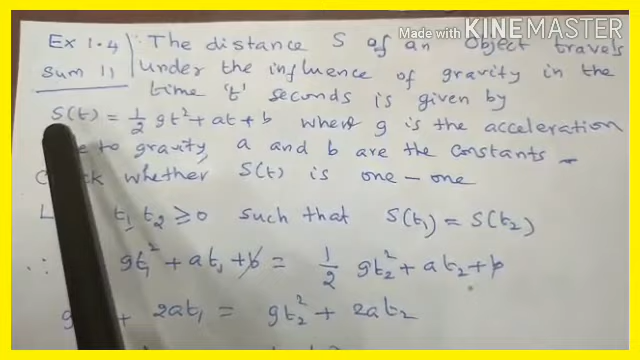 Made with KINEMASTER
Ex 1.4 : The distance S of an Object travels
Sum 11 under the influence of gravity in the
time 't' seconds is given by
S(t) = 1/2 gt² + at + b where g is the acceleration
to gravity, a and b are the constants -
whether S(t) is one - one
t₁ t₂ ≥ 0 such that S(t₁) = S(t₂)
∴ gt₁² + at₁ + b = 1/2 gt₂² + at₂ + b
+ 2at₁ = gt₂² + 2at₂